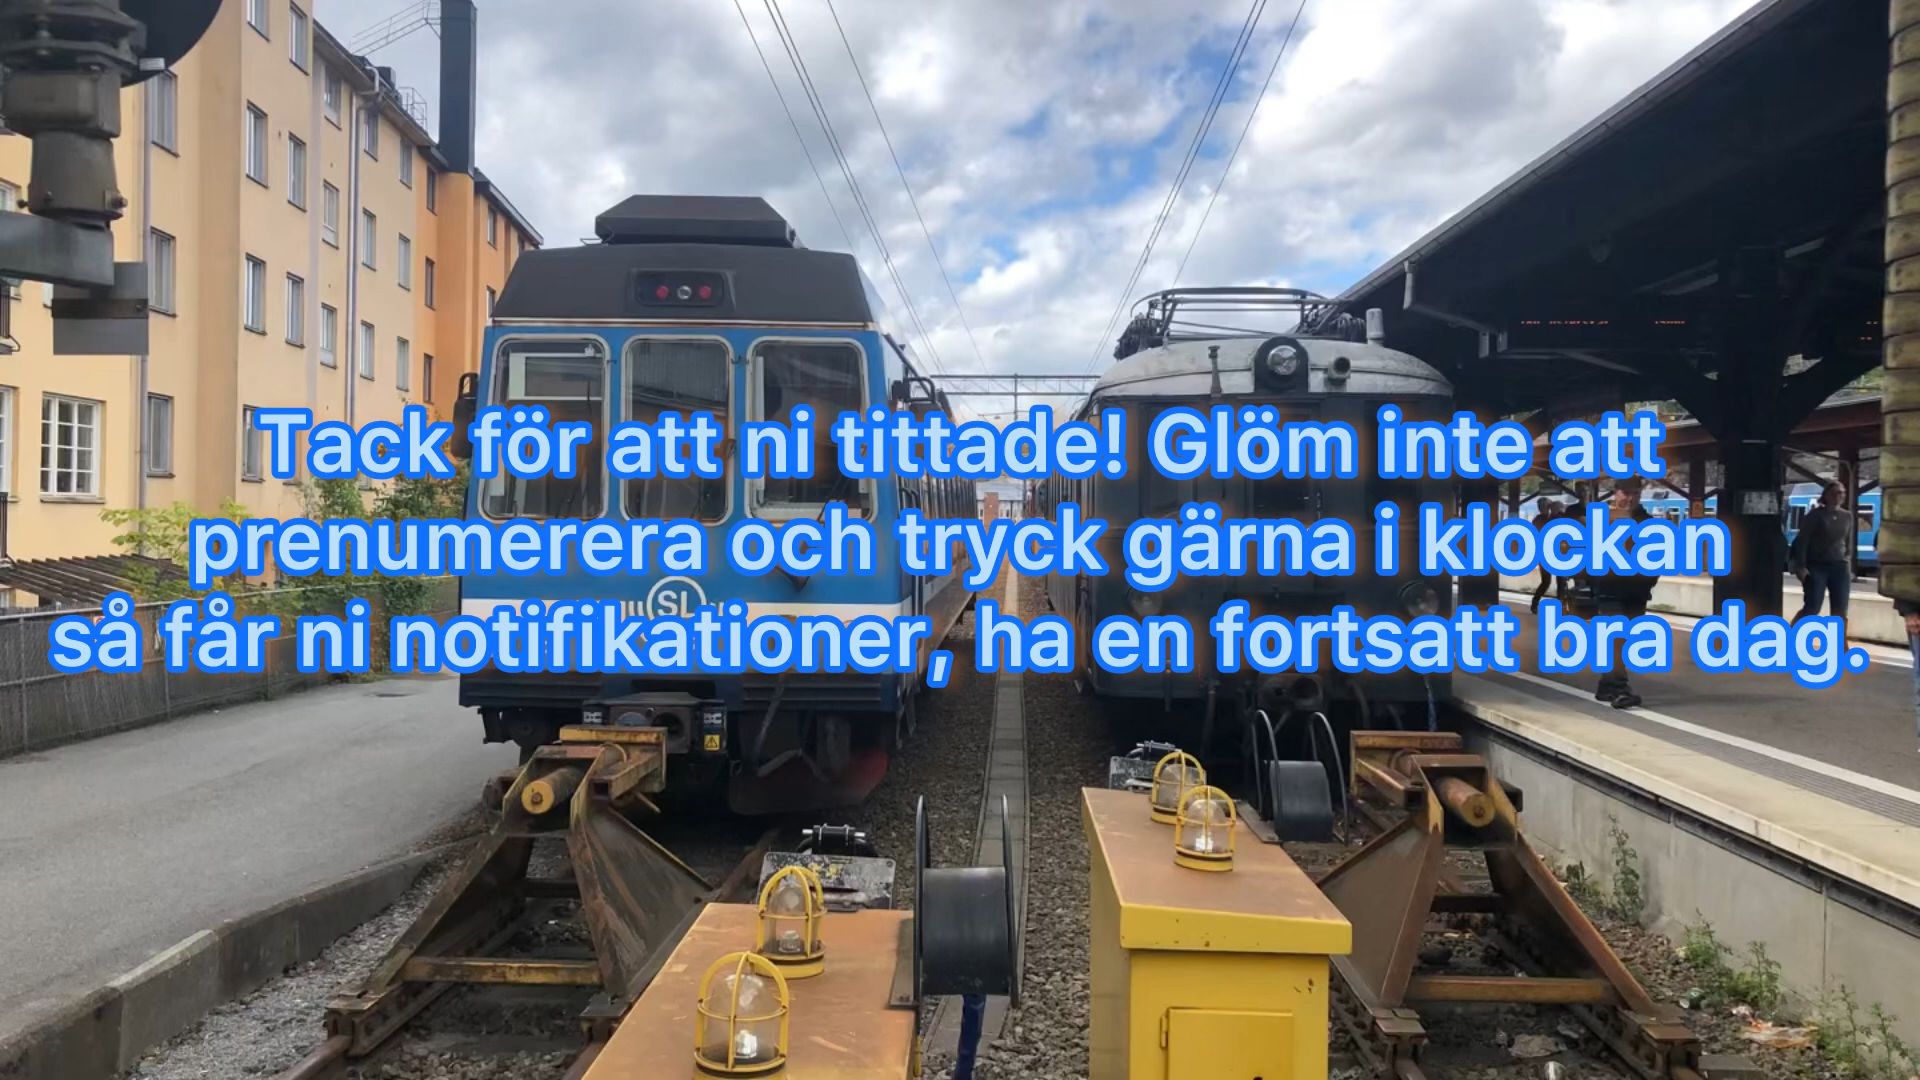 Tack för att ni tittade! Glöm inte att
prenumerera och tryck gärna i klockan
så får ni notifikationer, ha en fortsatt bra dag.
SL